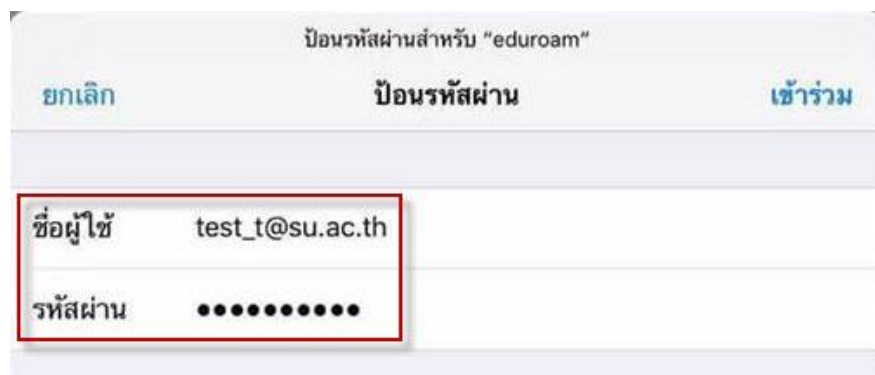 ป้อนรหัสผ่านสำหรับ “eduroam”
ยกเลิก ป้อนรหัสผ่าน เข้าร่วม
ชื่อผู้ใช้ test_t@su.ac.th
รหัสผ่าน ••••••••••